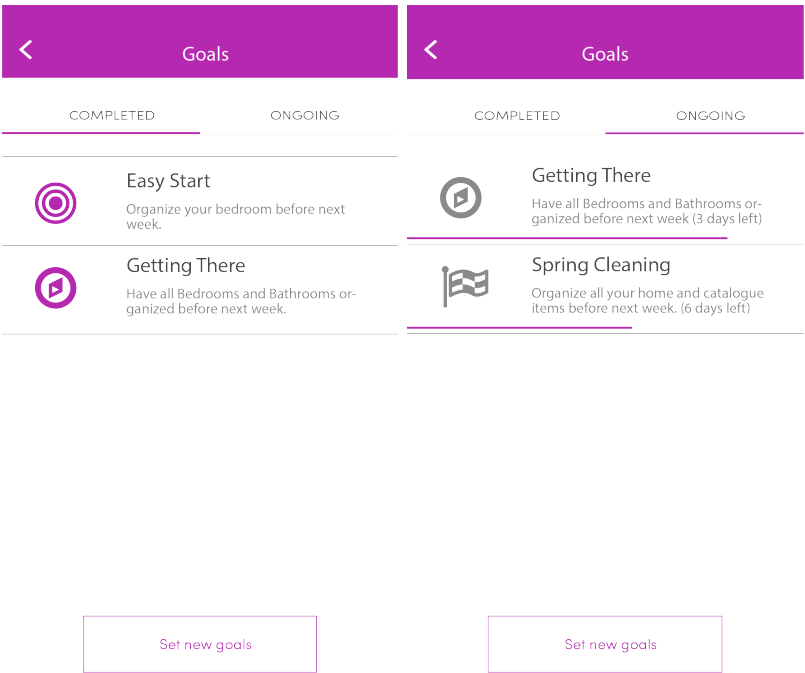 Goals
COMPLETED
ONGOING
Easy Start
Organize your bedroom before next
week.
Getting There
Have all Bedrooms and Bathrooms or-
ganized before next week.
Set new goals
Goals
COMPLETED
ONGOING
Getting There
Have all Bedrooms and Bathrooms or-
ganized before next week (3 days left)
Spring Cleaning
Organize all your home and catalogue
items before next week. (6 days left)
Set new goals